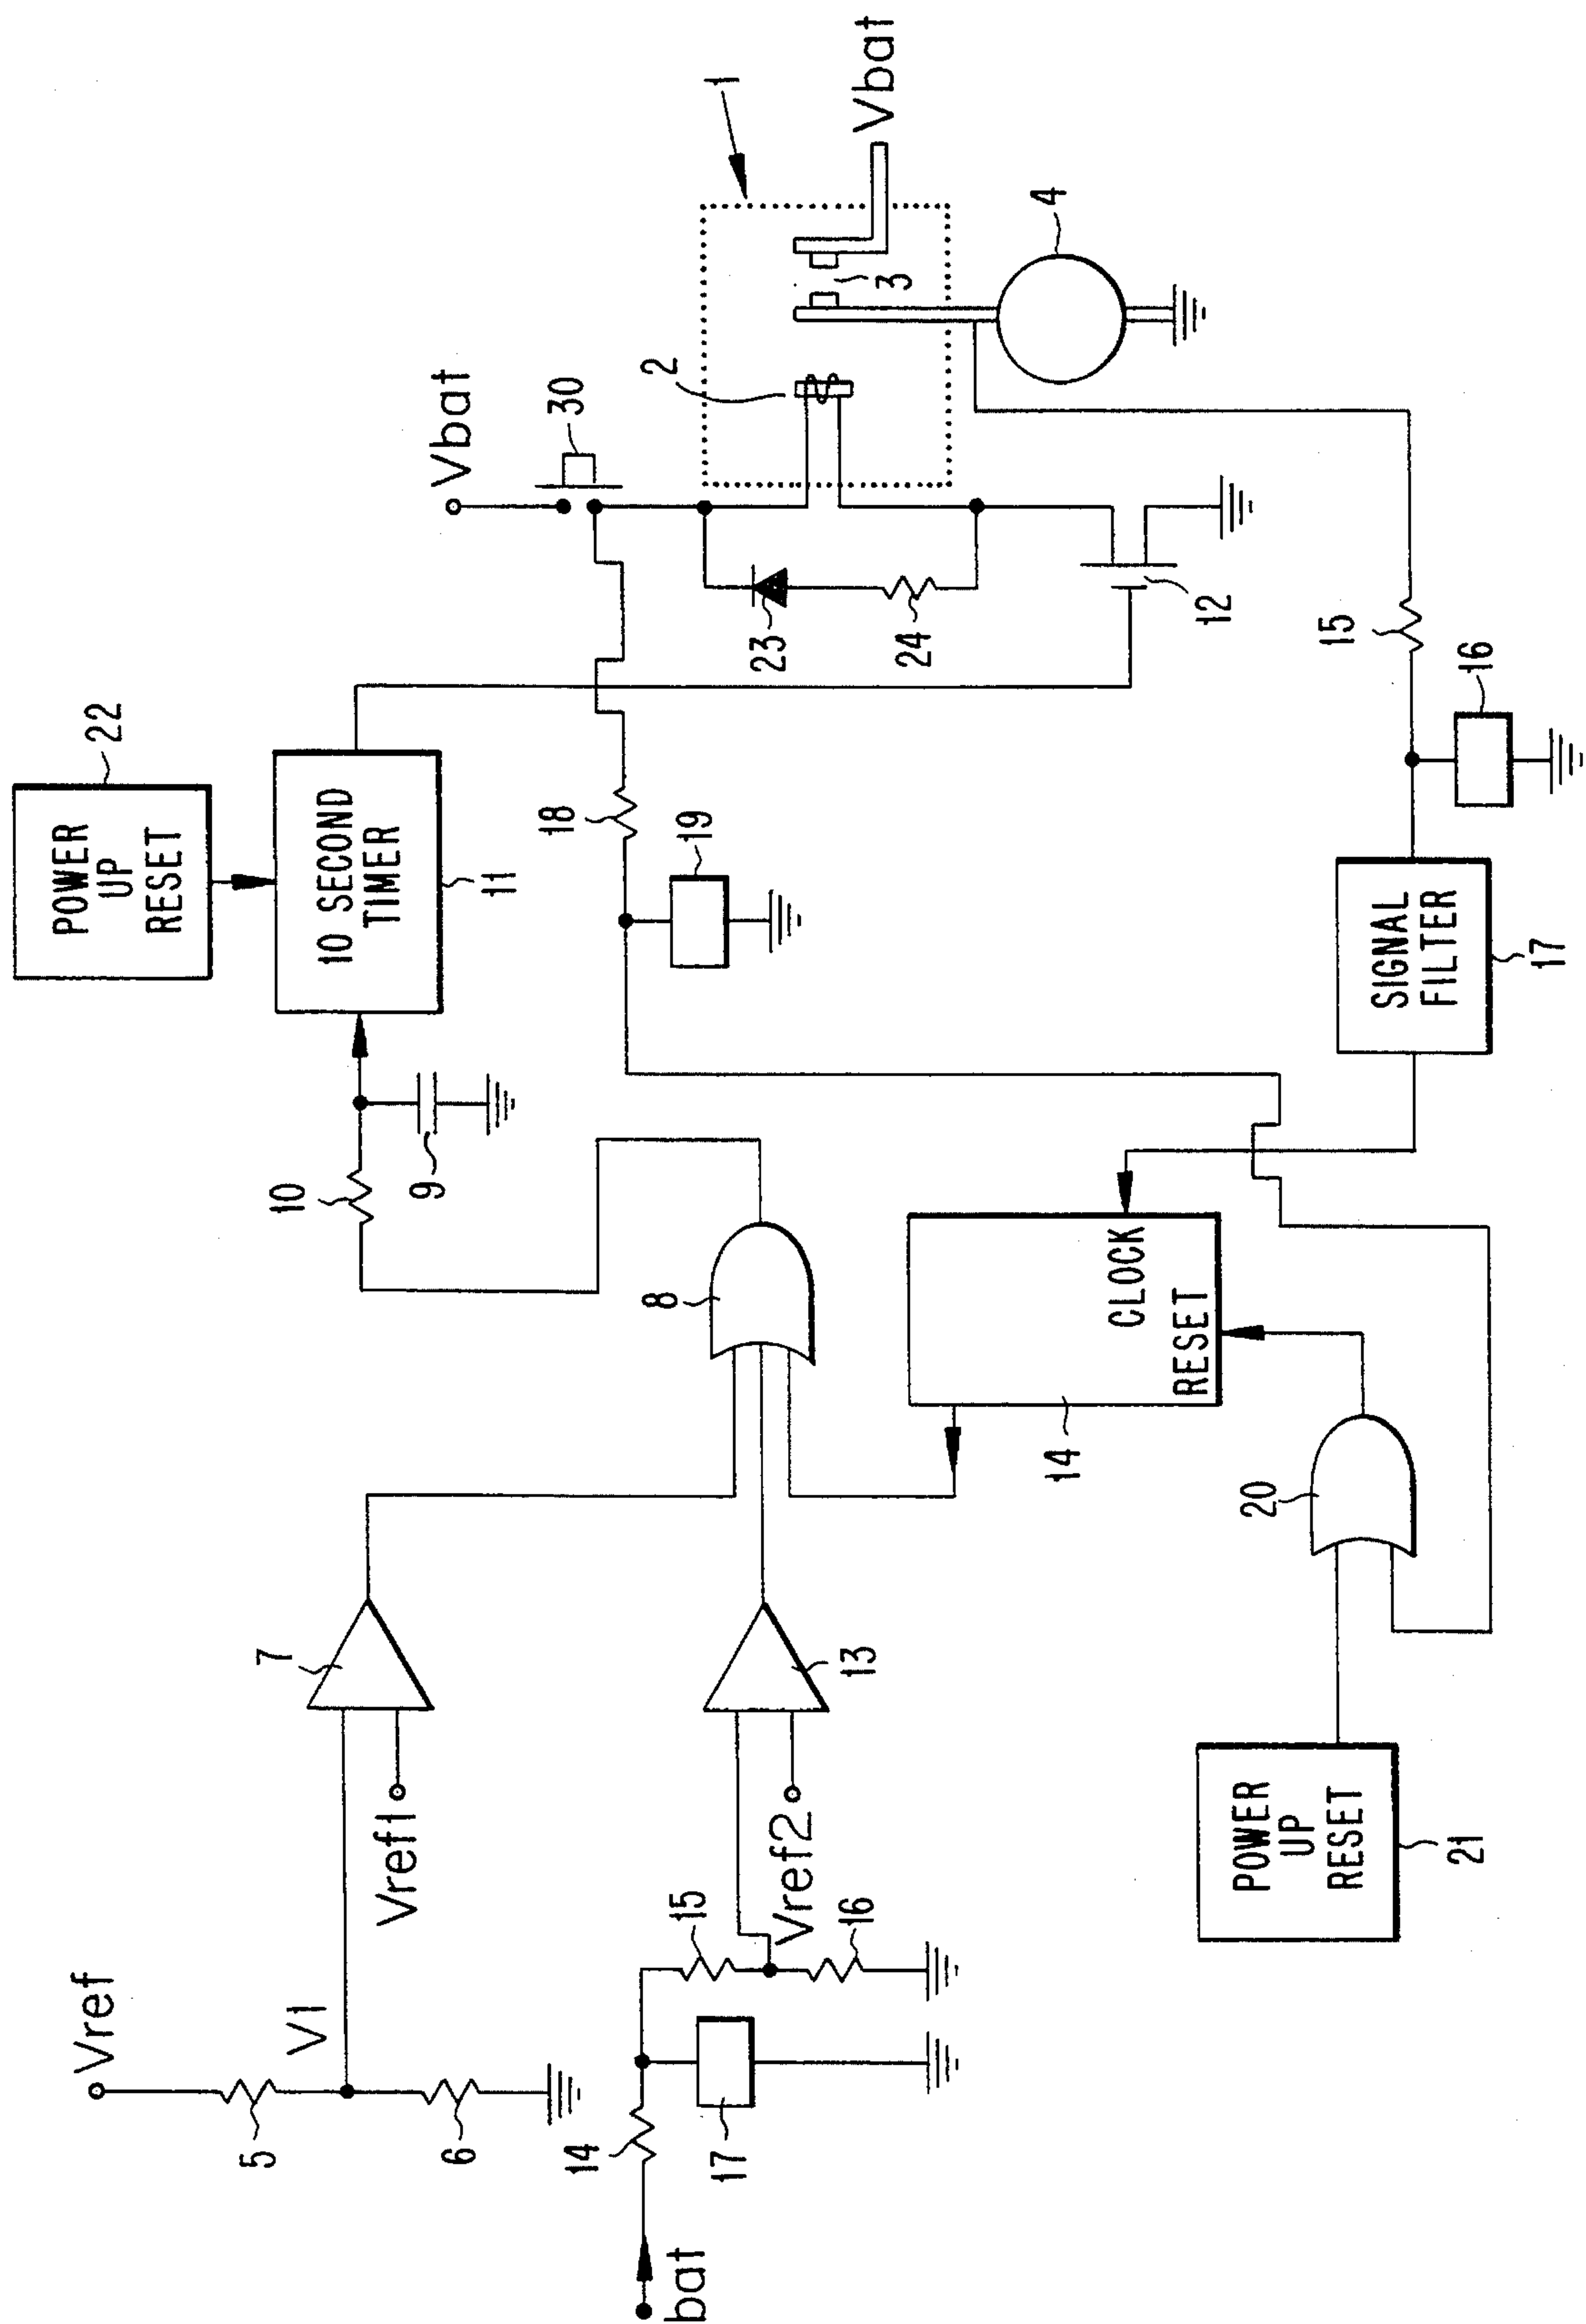 Vref
5
V1
6
7
Vref1
bat
14
17
15
16
Vref2
13
8
10
9
POWER
UP
RESET
22
10 SECOND
TIMER
11
18
19
Vbat
30
23
24
12
2
1
3
Vbat
4
15
16
SIGNAL
FILTER
17
CLOCK
RESET
14
20
POWER
UP
RESET
21